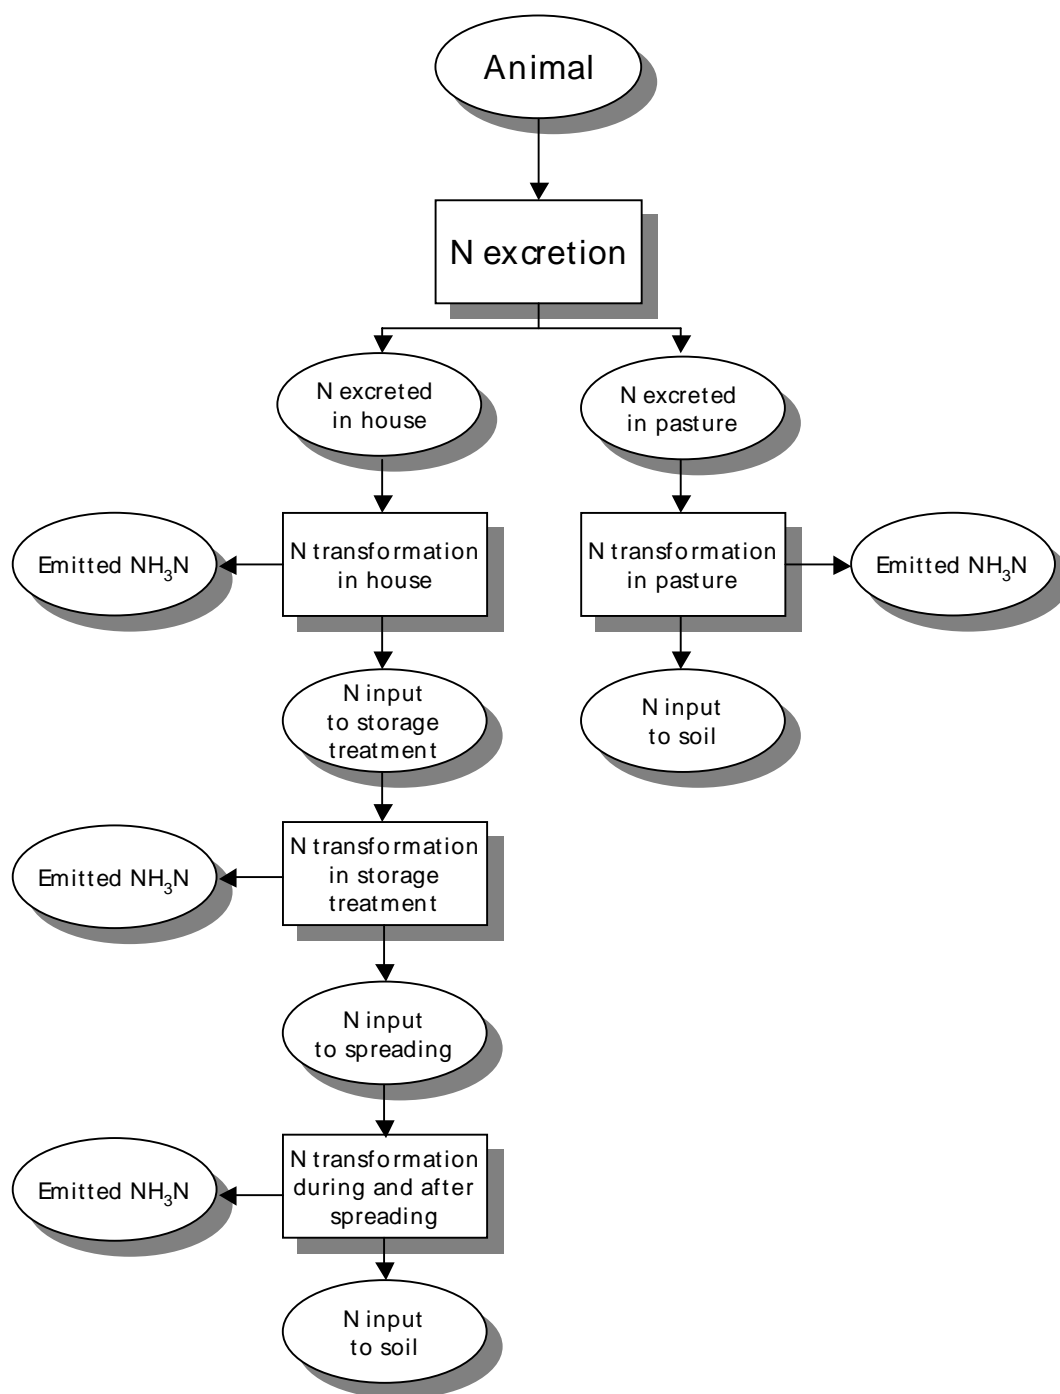 Animal
N excretion
N excreted
in house
N excreted
in pasture
Emitted NH₃N
N transformation
in house
N transformation
in pasture
Emitted NH₃N
N input
to storage
treatment
N input
to soil
Emitted NH₃N
N transformation
in storage
treatment
N input
to spreading
Emitted NH₃N
N transformation
during and after
spreading
N input
to soil